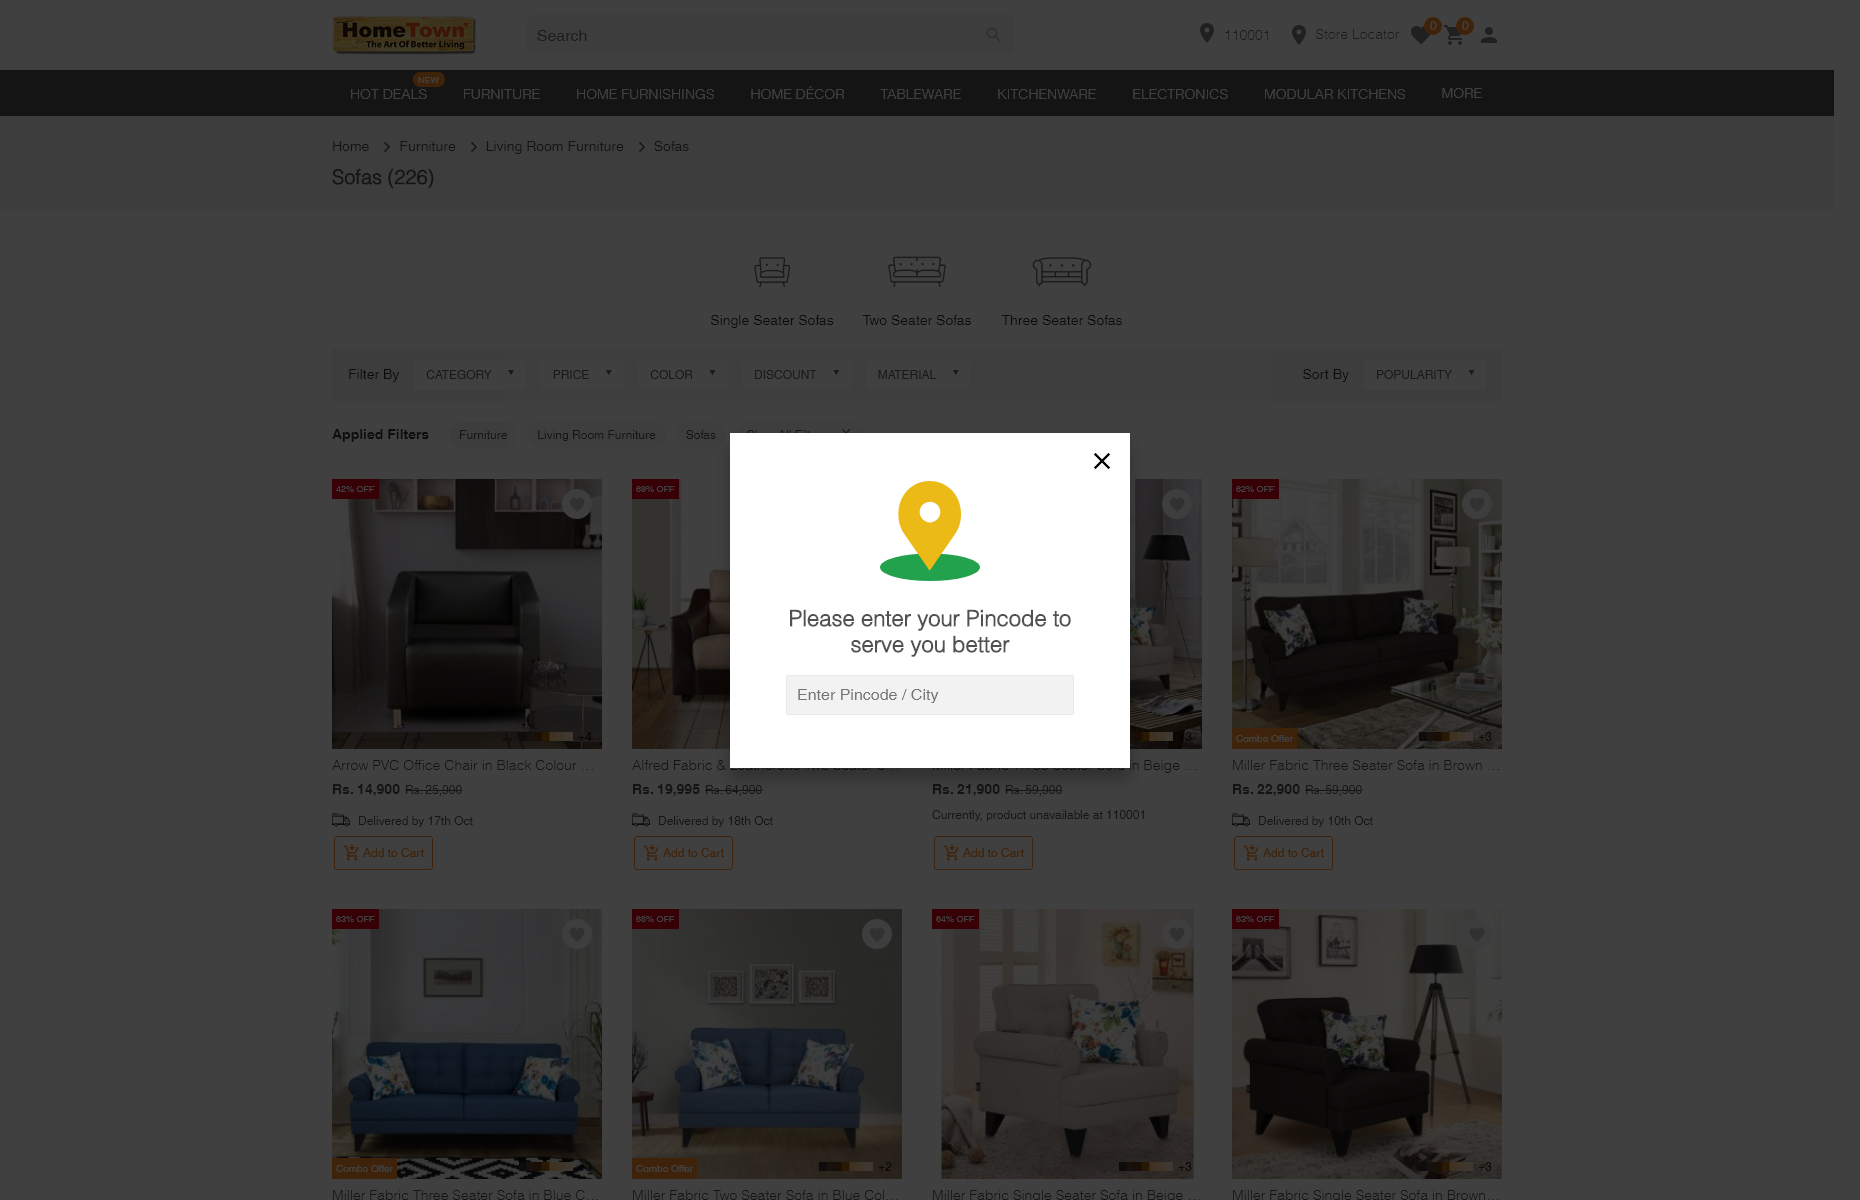 HomeTown
The Art Of Better Living
Search
110001
Store Locator
0
0
NEW
HOT DEALS
FURNITURE
HOME FURNISHINGS
HOME DÉCOR
TABLEWARE
KITCHENWARE
ELECTRONICS
MODULAR KITCHENS
MORE
Home > Furniture > Living Room Furniture > Sofas
Sofas (226)
Single Seater Sofas
Two Seater Sofas
Three Seater Sofas
Filter By
CATEGORY
PRICE
COLOR
DISCOUNT
MATERIAL
Sort By
POPULARITY
Applied Filters
Furniture
Living Room Furniture
Sofas
Please enter your Pincode to
serve you better
Enter Pincode / City
42% OFF
+4
Arrow PVC Office Chair in Black Colour ...
Rs. 14,900 Rs. 25,900
Delivered by 17th Oct
Add to Cart
69% OFF
Alfred Fabric &
Rs. 19,995 Rs. 64,900
Delivered by 18th Oct
Add to Cart
+3
in Beige ...
Rs. 21,900 Rs. 59,900
Currently, product unavailable at 110001
Add to Cart
62% OFF
Combo Offer
+3
Miller Fabric Three Seater Sofa in Brown ...
Rs. 22,900 Rs. 59,900
Delivered by 10th Oct
Add to Cart
63% OFF
Combo Offer
Miller Fabric Three Seater Sofa in Blue C...
68% OFF
Combo Offer
+2
Miller Fabric Two Seater Sofa in Blue Col...
64% OFF
+3
Miller Fabric Single Seater Sofa in Beige ...
63% OFF
+3
Miller Fabric Single Seater Sofa in Brown...